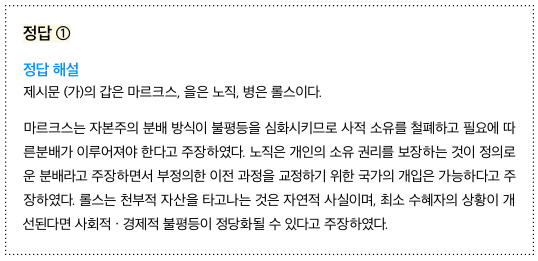 정답 ①
정답 해설
제시문 (가)의 갑은 마르크스, 을은 노직, 병은 롤스이다.
마르크스는 자본주의 분배 방식이 불평등을 심화시키므로 사적 소유를 철폐하고 필요에 따
른분배가 이루어져야 한다고 주장하였다. 노직은 개인의 소유 권리를 보장하는 것이 정의로
운 분배라고 주장하면서 부정의한 이전 과정을 교정하기 위한 국가의 개입은 가능하다고 주
장하였다. 롤스는 천부적 자산을 타고나는 것은 자연적 사실이며, 최소 수혜자의 상황이 개
선된다면 사회적 · 경제적 불평등이 정당화될 수 있다고 주장하였다.